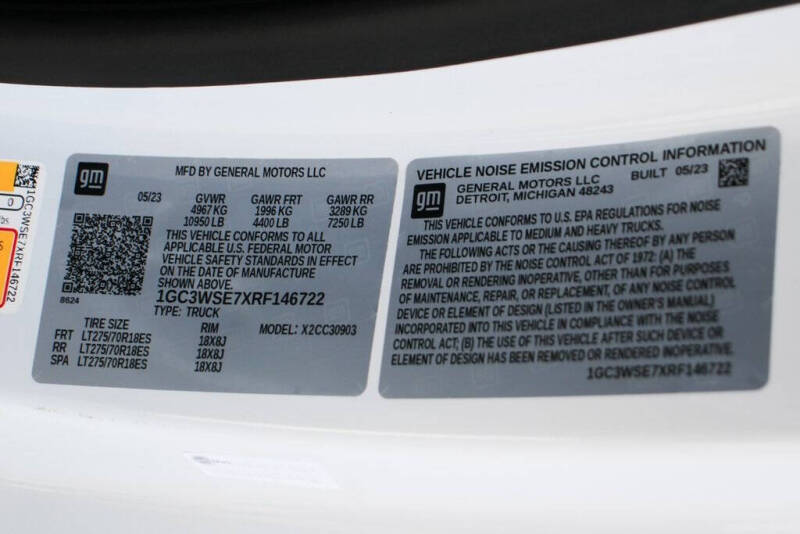 1GC3WSE7XRF146722
0
gm
MFD BY GENERAL MOTORS LLC
05/23 GVWR GAWR FRT GAWR RR
4967 KG 1996 KG 3289 KG
10950 LB 4400 LB 7250 LB
THIS VEHICLE CONFORMS TO ALL
APPLICABLE U.S. FEDERAL MOTOR
VEHICLE SAFETY STANDARDS IN EFFECT
ON THE DATE OF MANUFACTURE
SHOWN ABOVE.
8624
1GC3WSE7XRF146722
TYPE: TRUCK
TIRE SIZE RIM MODEL: X2CC30903
FRT LT275/70R18ES 18X8J
RR LT275/70R18ES 18X8J
SPA LT275/70R18ES 18X8J
VEHICLE NOISE EMISSION CONTROL INFORMATION
gm
GENERAL MOTORS LLC BUILT 05/23
DETROIT, MICHIGAN 48243
THIS VEHICLE CONFORMS TO U.S. EPA REGULATIONS FOR NOISE
EMISSION APPLICABLE TO MEDIUM AND HEAVY TRUCKS.
THE FOLLOWING ACTS OR THE CAUSING THEREOF BY ANY PERSON
ARE PROHIBITED BY THE NOISE CONTROL ACT OF 1972: (A) THE
REMOVAL OR RENDERING INOPERATIVE, OTHER THAN FOR PURPOSES
OF MAINTENANCE, REPAIR, OR REPLACEMENT, OF ANY NOISE CONTROL
DEVICE OR ELEMENT OF DESIGN (LISTED IN THE OWNER'S MANUAL)
INCORPORATED INTO THIS VEHICLE IN COMPLIANCE WITH THE NOISE
CONTROL ACT; (B) THE USE OF THIS VEHICLE AFTER SUCH DEVICE OR
ELEMENT OF DESIGN HAS BEEN REMOVED OR RENDERED INOPERATIVE.
1GC3WSE7XRF146722